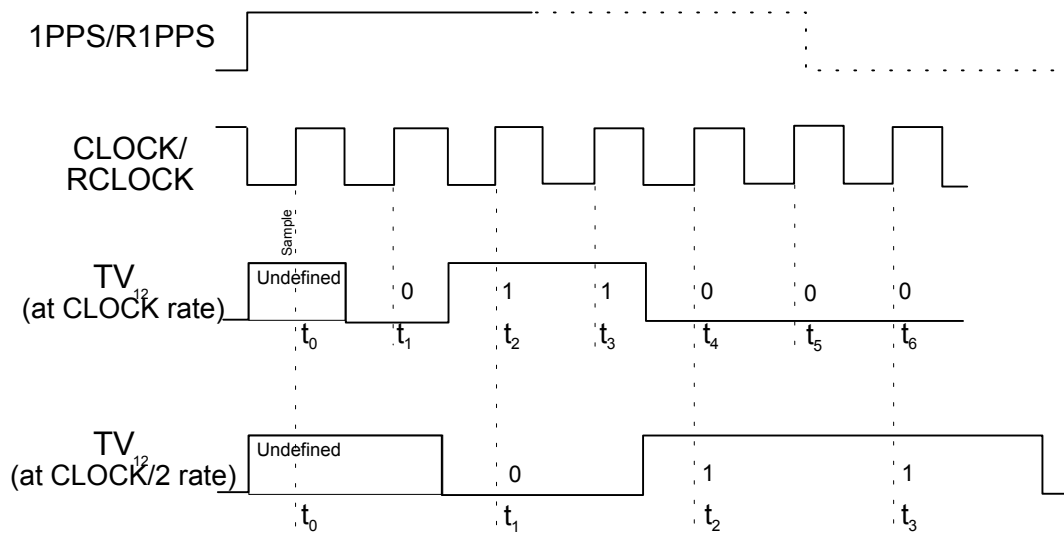 1PPS/R1PPS
CLOCK/
RCLOCK
Sample
TV12
(at CLOCK rate)
Undefined
0 1 1 0 0 0
t0 t1 t2 t3 t4 t5 t6
TV12
(at CLOCK/2 rate)
Undefined
0 1 1
t0 t1 t2 t3